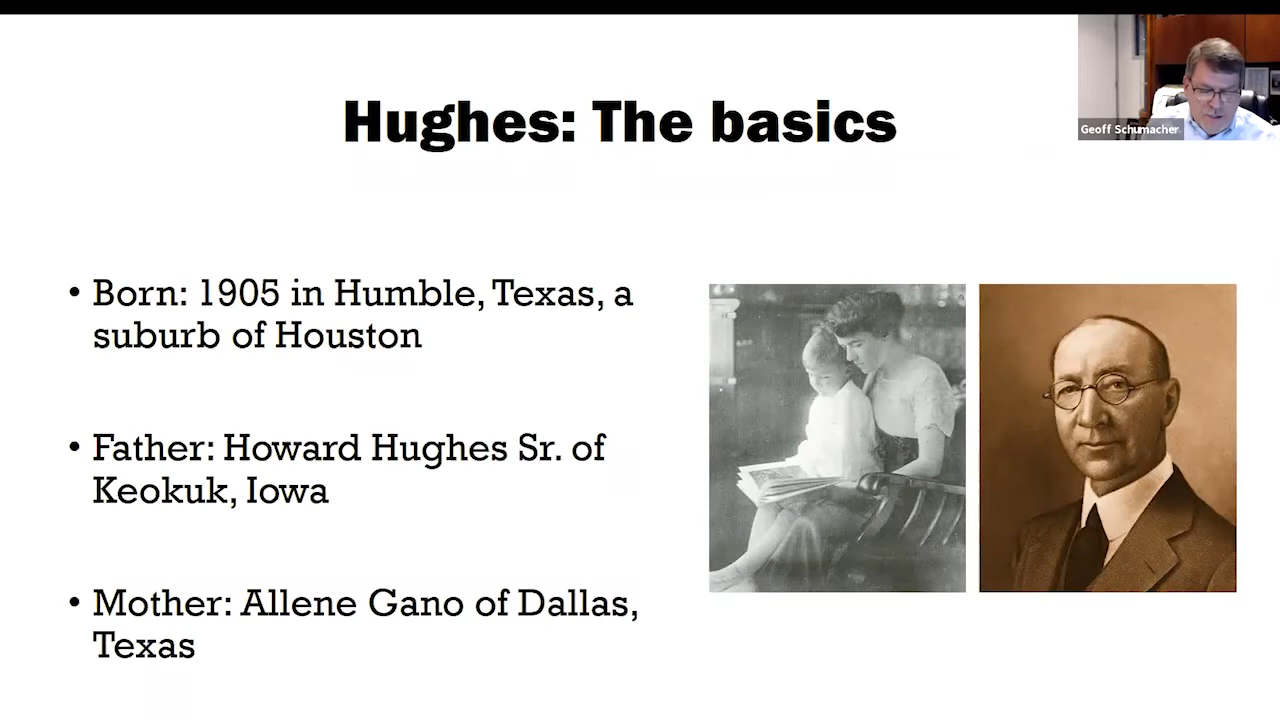 Hughes: The basics
Geoff Schumacher
• Born: 1905 in Humble, Texas, a
suburb of Houston
• Father: Howard Hughes Sr. of
Keokuk, Iowa
• Mother: Allene Gano of Dallas,
Texas